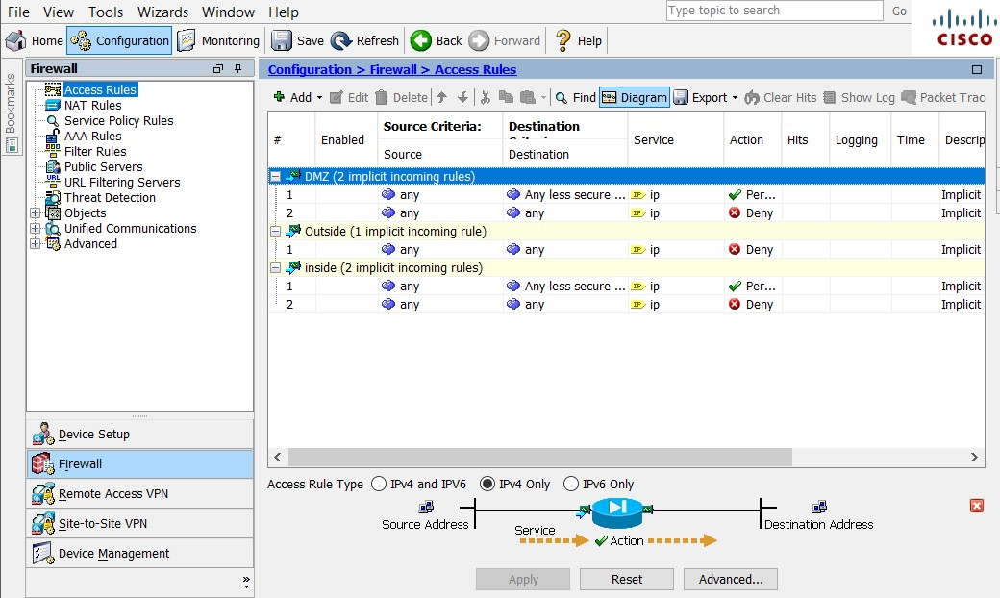 File View Tools Wizards Window Help
Type topic to search
Go
CISCO
Home Configuration Monitoring Save Refresh Back Forward Help
Bookmarks
Firewall
Access Rules
NAT Rules
Service Policy Rules
AAA Rules
Filter Rules
Public Servers
URL URL Filtering Servers
Threat Detection
Objects
Unified Communications
Advanced
Device Setup
Firewall
Remote Access VPN
Site-to-Site VPN
Device Management
»
Configuration > Firewall > Access Rules
Add Edit Delete Find Diagram Export Clear Hits Show Log Packet Trac
# Enabled Source Criteria: Destination Service Action Hits Logging Time Descrip
Source Destination
DMZ (2 implicit incoming rules)
1 any Any less secure ... IP ip Per... Implicit
2 any any IP ip Deny Implicit
Outside (1 implicit incoming rule)
1 any any IP ip Deny Implicit
inside (2 implicit incoming rules)
1 any Any less secure ... IP ip Per... Implicit
2 any any IP ip Deny Implicit
Access Rule Type IPv4 and IPV6 IPv4 Only IPv6 Only
Source Address Destination Address
Service
Action
Apply Reset Advanced...